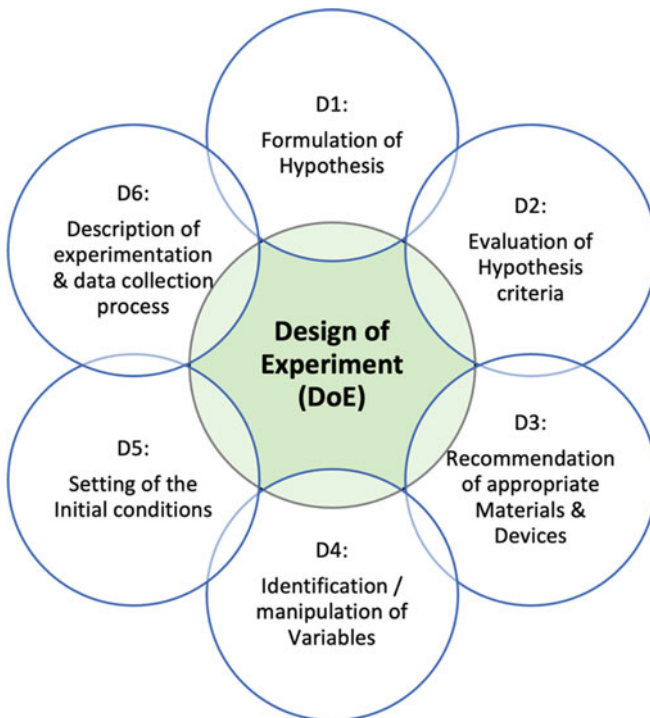 D1:
Formulation of
Hypothesis
D2:
Evaluation of
Hypothesis
criteria
D3:
Recommendation
of appropriate
Materials &
Devices
D4:
Identification /
manipulation of
Variables
D5:
Setting of the
Initial conditions
D6:
Description of
experimentation
& data collection
process
Design of
Experiment
(DoE)